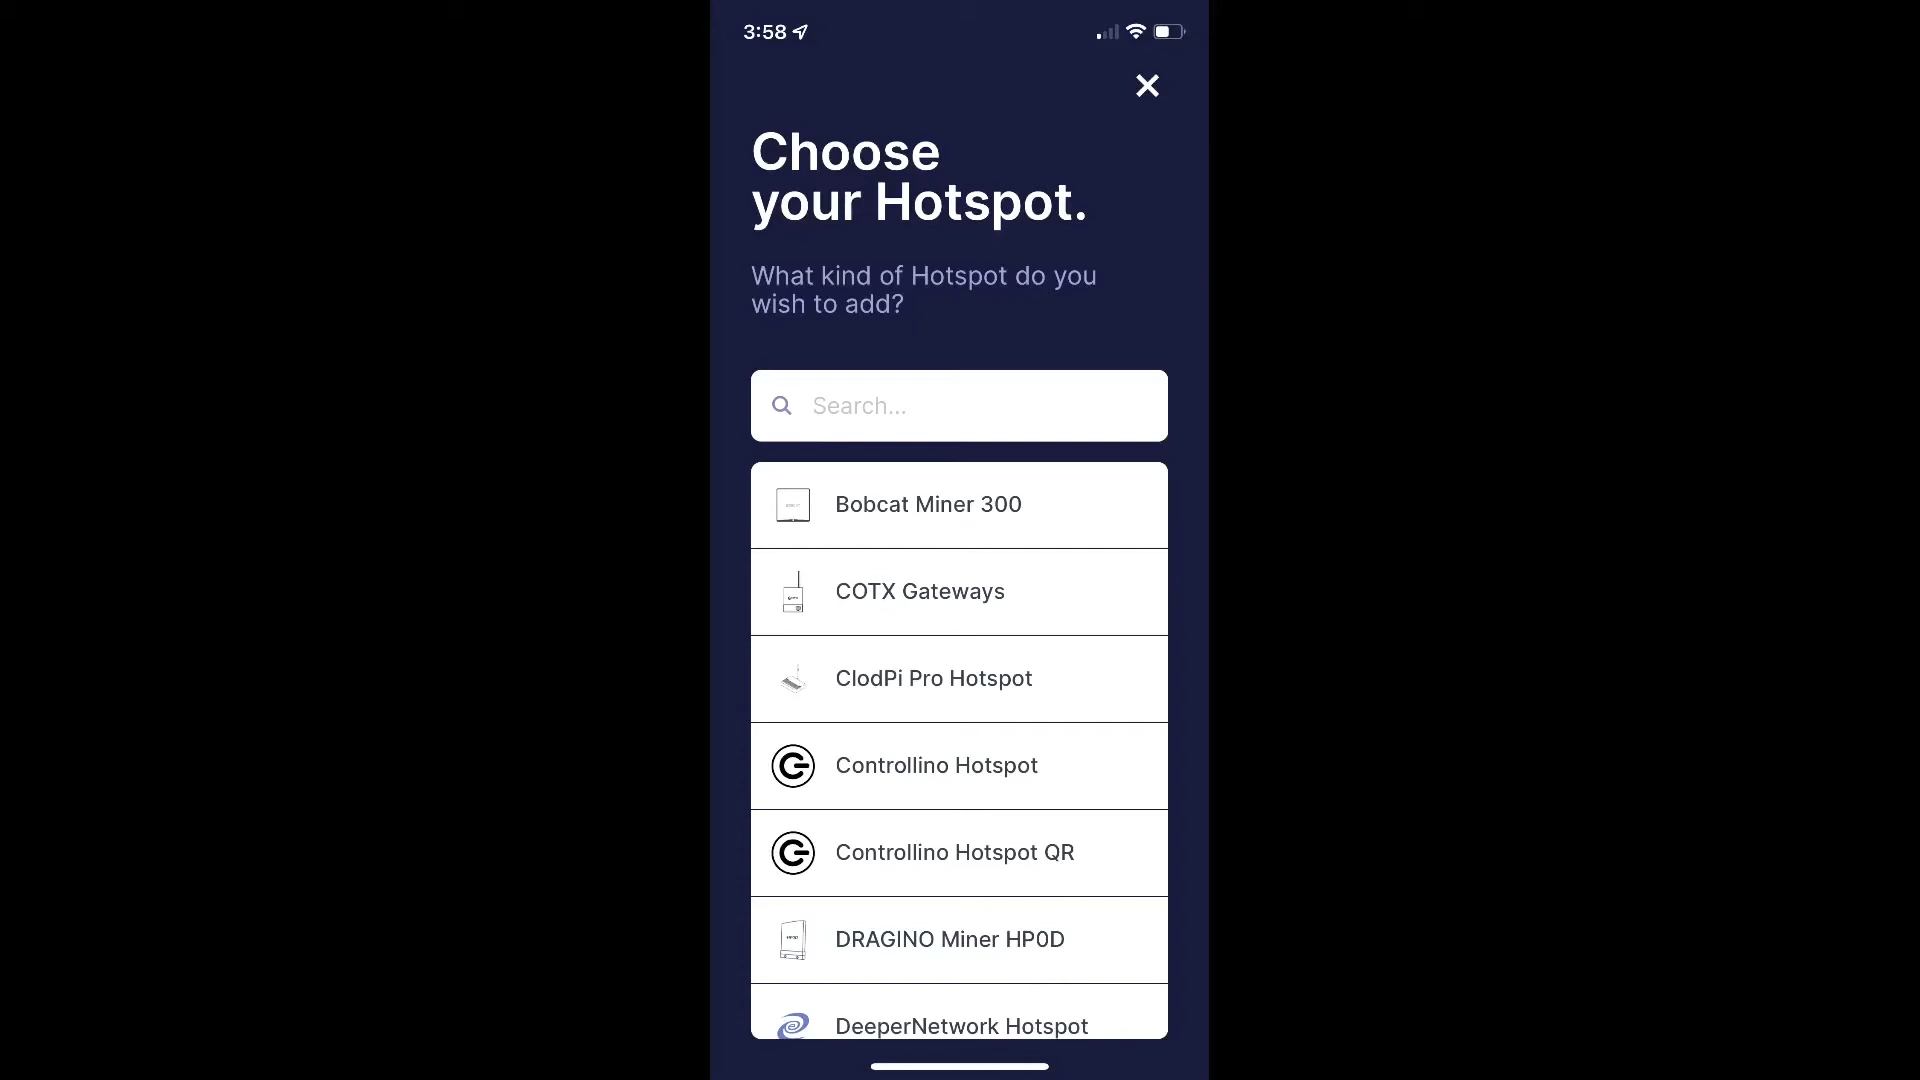 3:58
Choose
your Hotspot.
What kind of Hotspot do you
wish to add?
Search...
Bobcat Miner 300
COTX Gateways
ClodPi Pro Hotspot
Controllino Hotspot
Controllino Hotspot QR
DRAGINO Miner HP0D
DeeperNetwork Hotspot